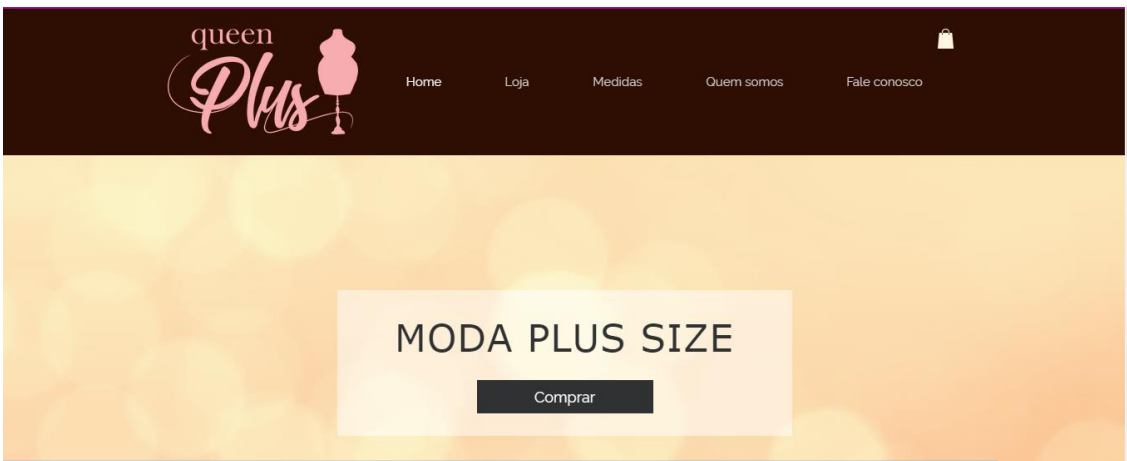 queen
Plus
Home Loja Medidas Quem somos Fale conosco
MODA PLUS SIZE
Comprar